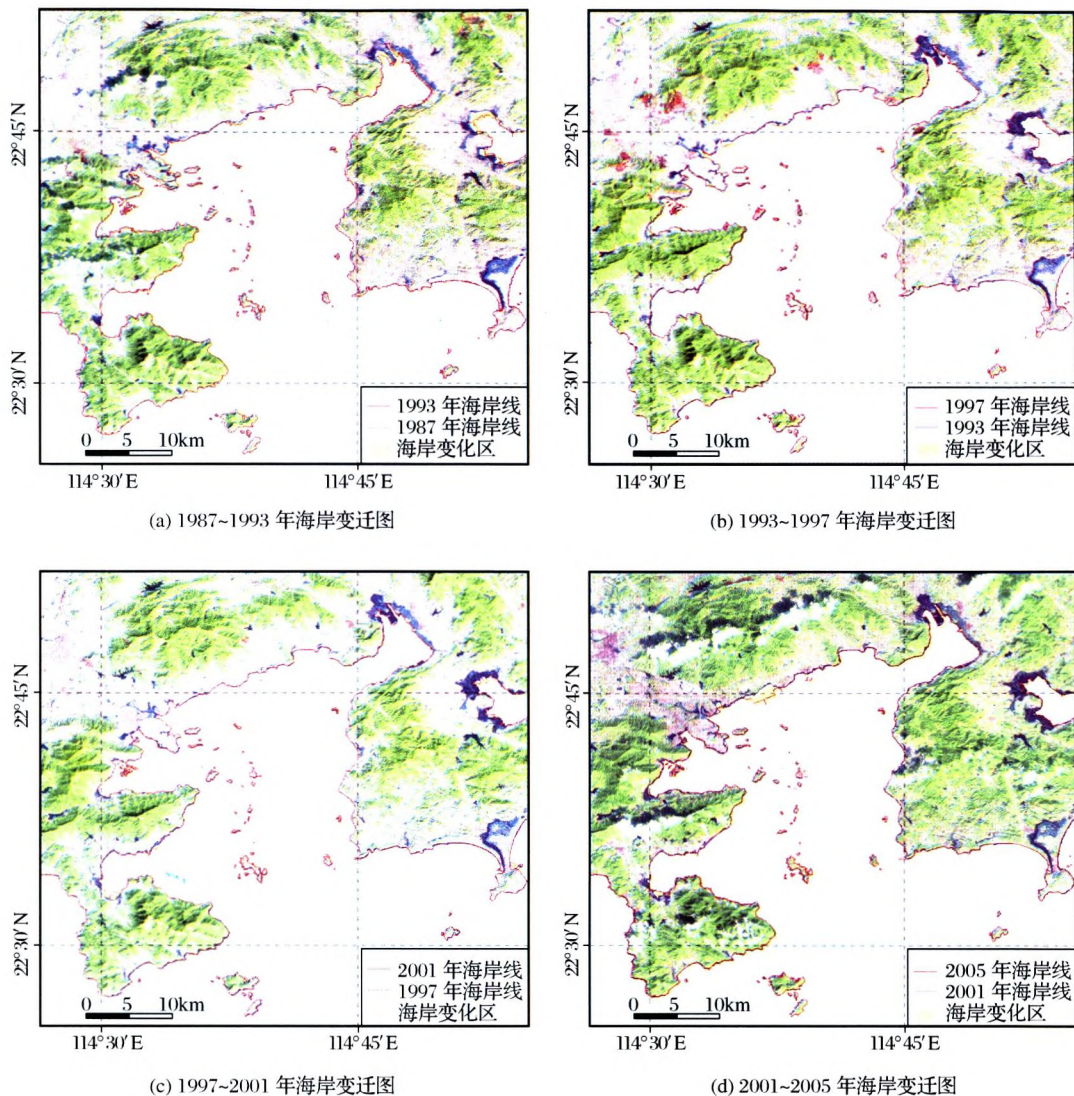 22°45′ N
22°30′ N
1993 年海岸线
1987 年海岸线
海岸变化区
0 5 10km
114°30′ E
114°45′ E
(a) 1987~1993 年海岸变迁图
22°45′ N
22°30′ N
1997 年海岸线
1993 年海岸线
海岸变化区
0 5 10km
114°30′ E
114°45′ E
(b) 1993~1997 年海岸变迁图
22°45′ N
22°30′ N
2001 年海岸线
1997 年海岸线
海岸变化区
0 5 10km
114°30′ E
114°45′ E
(c) 1997~2001 年海岸变迁图
22°45′ N
22°30′ N
2005 年海岸线
2001 年海岸线
海岸变化区
0 5 10km
114°30′ E
114°45′ E
(d) 2001~2005 年海岸变迁图